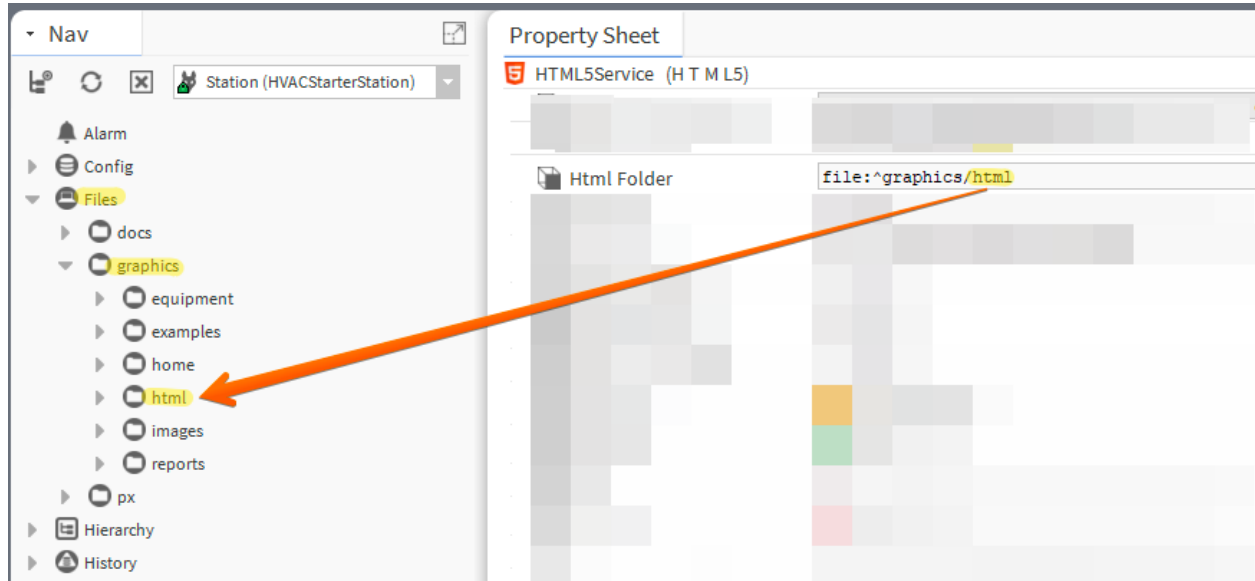 Nav
Station (HVACStarterStation)
Alarm
Config
Files
docs
graphics
equipment
examples
home
html
images
reports
px
Hierarchy
History
Property Sheet
HTML5Service (H T M L5)
Html Folder
file:^graphics/html